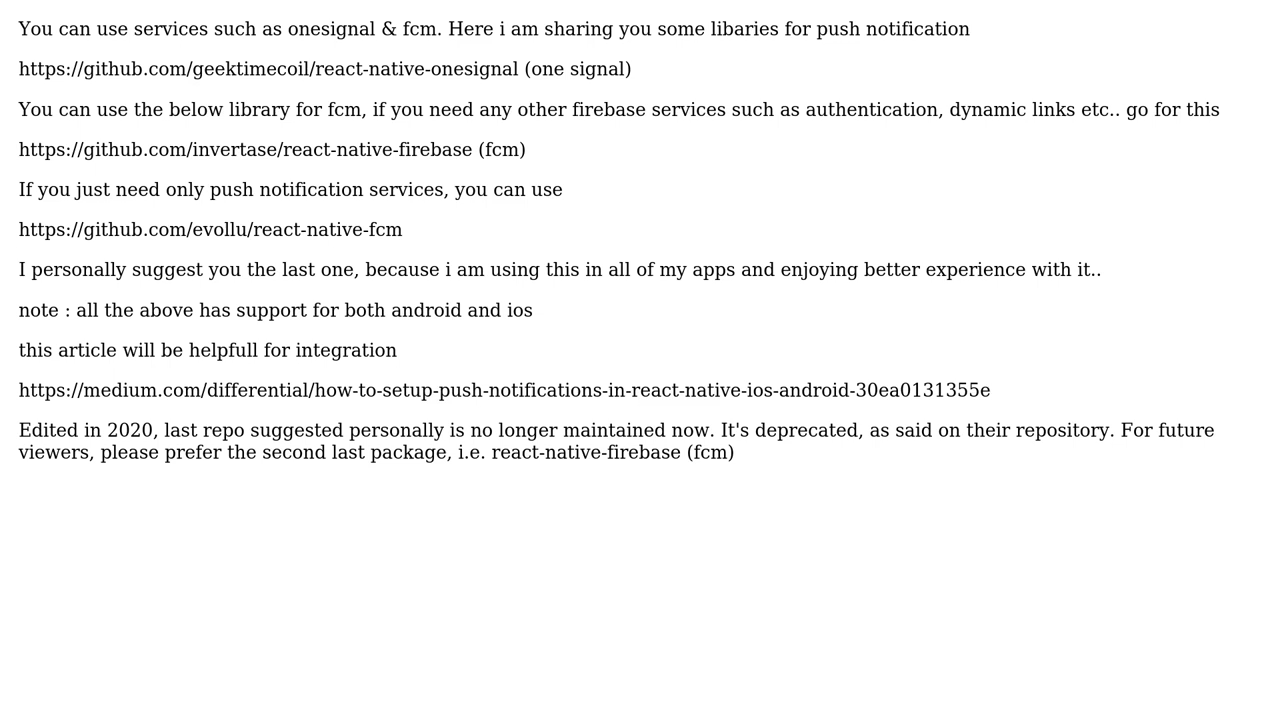 You can use services such as onesignal & fcm. Here i am sharing you some libaries for push notification
https://github.com/geektimecoil/react-native-onesignal (one signal)
You can use the below library for fcm, if you need any other firebase services such as authentication, dynamic links etc.. go for this
https://github.com/invertase/react-native-firebase (fcm)
If you just need only push notification services, you can use
https://github.com/evollu/react-native-fcm
I personally suggest you the last one, because i am using this in all of my apps and enjoying better experience with it..
note : all the above has support for both android and ios
this article will be helpfull for integration
https://medium.com/differential/how-to-setup-push-notifications-in-react-native-ios-android-30ea0131355e
Edited in 2020, last repo suggested personally is no longer maintained now. It's deprecated, as said on their repository. For future
viewers, please prefer the second last package, i.e. react-native-firebase (fcm)